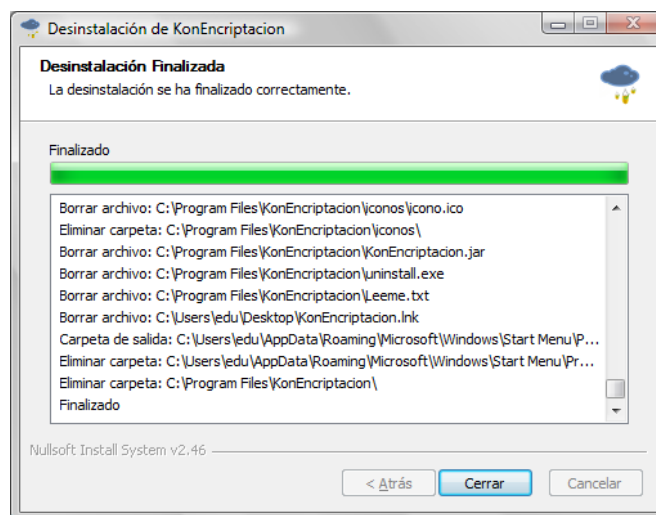 Desinstalación de KonEncriptacion
Desinstalación Finalizada
La desinstalación se ha finalizado correctamente.
Finalizado
Borrar archivo: C:\Program Files\KonEncriptacion\iconos\icono.ico
Eliminar carpeta: C:\Program Files\KonEncriptacion\iconos\
Borrar archivo: C:\Program Files\KonEncriptacion\KonEncriptacion.jar
Borrar archivo: C:\Program Files\KonEncriptacion\uninstall.exe
Borrar archivo: C:\Program Files\KonEncriptacion\Leeme.txt
Borrar archivo: C:\Users\edu\Desktop\KonEncriptacion.lnk
Carpeta de salida: C:\Users\edu\AppData\Roaming\Microsoft\Windows\Start Menu\P...
Eliminar carpeta: C:\Users\edu\AppData\Roaming\Microsoft\Windows\Start Menu\Pr...
Eliminar carpeta: C:\Program Files\KonEncriptacion\
Finalizado
Nullsoft Install System v2.46
< Atrás Cerrar Cancelar